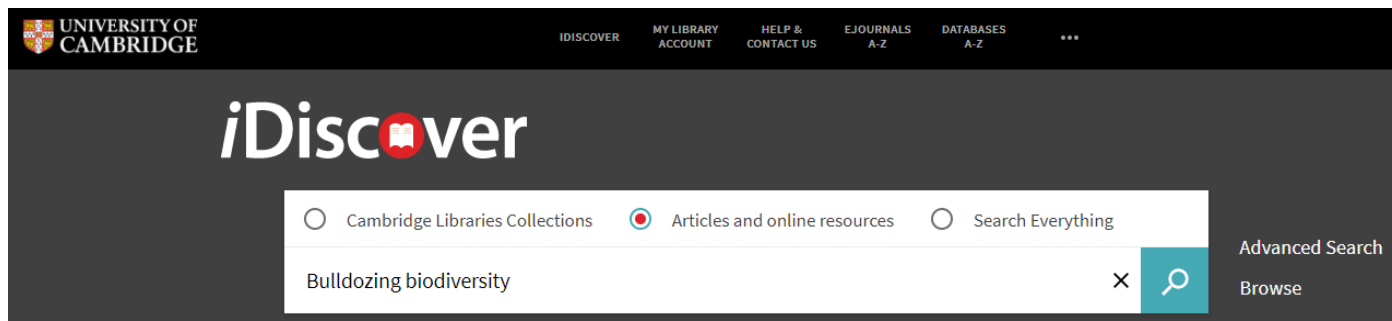 UNIVERSITY OF
CAMBRIDGE
IDISCOVER
MY LIBRARY
ACCOUNT
HELP &
CONTACT US
EJOURNALS
A-Z
DATABASES
A-Z
iDiscover
Cambridge Libraries Collections
Articles and online resources
Search Everything
Bulldozing biodiversity
Advanced Search
Browse